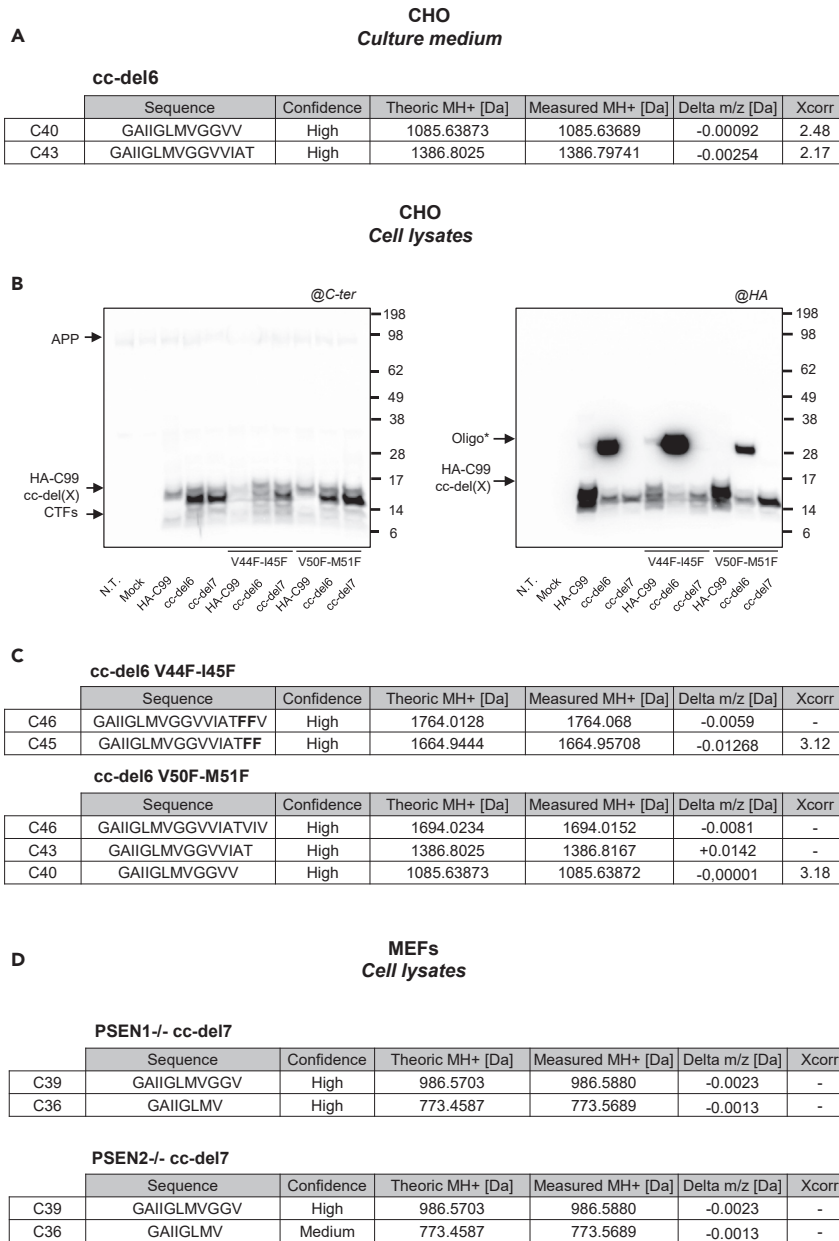 CHO
A
Culture medium
cc-del6
Sequence Confidence Theoric MH+ [Da] Measured MH+ [Da] Delta m/z [Da] Xcorr
C40 GAIIGLMVGGVV High 1085.63873 1085.63689 -0.00092 2.48
C43 GAIIGLMVGGVVIAT High 1386.8025 1386.79741 -0.00254 2.17
CHO
Cell lysates
B
@C-ter
198
APP 98
62
49
38
28
HA-C99 17
cc-del(X)
CTFs 14
6
V44F-I45F V50F-M51F
N.T. Mock HA-C99 cc-del6 cc-del7 HA-C99 cc-del6 cc-del7 HA-C99 cc-del6 cc-del7
@HA
198
98
62
49
38
Oligo* 28
HA-C99 17
cc-del(X)
14
6
V44F-I45F V50F-M51F
N.T. Mock HA-C99 cc-del6 cc-del7 HA-C99 cc-del6 cc-del7 HA-C99 cc-del6 cc-del7
C
cc-del6 V44F-I45F
Sequence Confidence Theoric MH+ [Da] Measured MH+ [Da] Delta m/z [Da] Xcorr
C46 GAIIGLMVGGVVIATFFV High 1764.0128 1764.068 -0.0059 -
C45 GAIIGLMVGGVVIATFF High 1664.9444 1664.95708 -0.01268 3.12
cc-del6 V50F-M51F
Sequence Confidence Theoric MH+ [Da] Measured MH+ [Da] Delta m/z [Da] Xcorr
C46 GAIIGLMVGGVVIATVIV High 1694.0234 1694.0152 -0.0081 -
C43 GAIIGLMVGGVVIAT High 1386.8025 1386.8167 +0.0142 -
C40 GAIIGLMVGGVV High 1085.63873 1085.63872 -0,00001 3.18
MEFs
D
Cell lysates
PSEN1-/- cc-del7
Sequence Confidence Theoric MH+ [Da] Measured MH+ [Da] Delta m/z [Da] Xcorr
C39 GAIIGLMVGGV High 986.5703 986.5880 -0.0023 -
C36 GAIIGLMV High 773.4587 773.5689 -0.0013 -
PSEN2-/- cc-del7
Sequence Confidence Theoric MH+ [Da] Measured MH+ [Da] Delta m/z [Da] Xcorr
C39 GAIIGLMVGGV High 986.5703 986.5880 -0.0023 -
C36 GAIIGLMV Medium 773.4587 773.5689 -0.0013 -